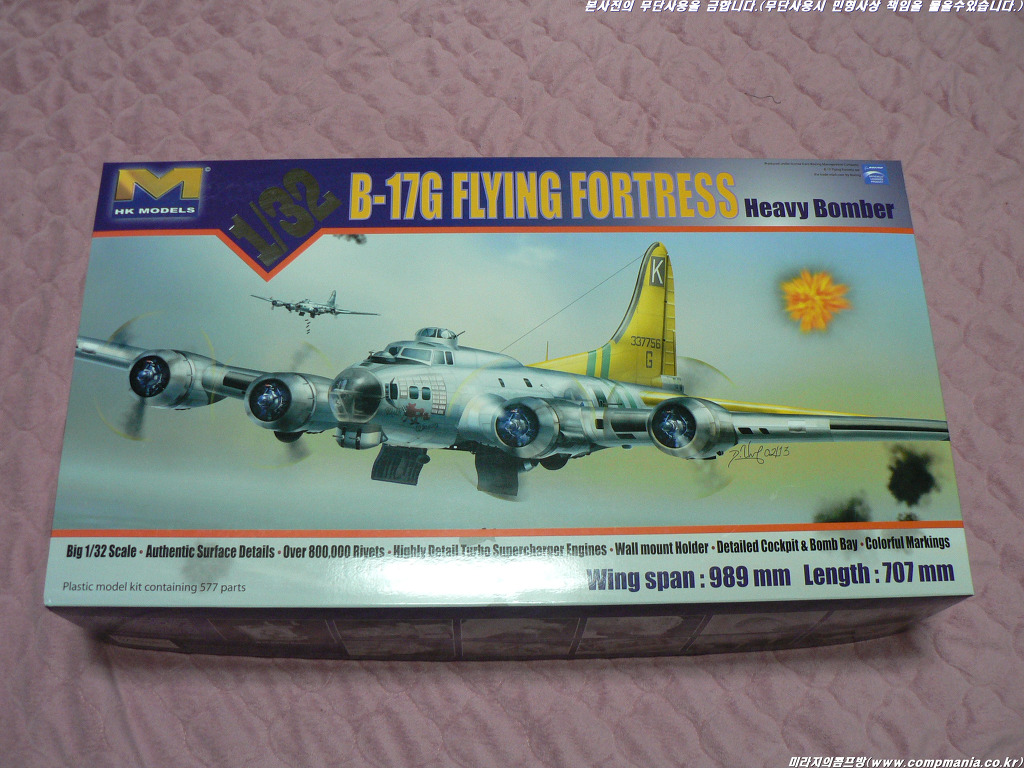 본사진의 무단사용을 금합니다.(무단사용시 민형사상 책임을 물을수있습니다.)
M
HK MODELS
1/32
B-17G FLYING FORTRESS Heavy Bomber
K
337756
G
02/13
Big 1/32 Scale • Authentic Surface Details • Over 800,000 Rivets • Highly Detail Turbo Supercharger Engines • Wall mount Holder • Detailed Cockpit & Bomb Bay • Colorful Markings
Wing span : 989 mm Length : 707 mm
Plastic model kit containing 577 parts
미라지의콤프방(www.compmania.co.kr)